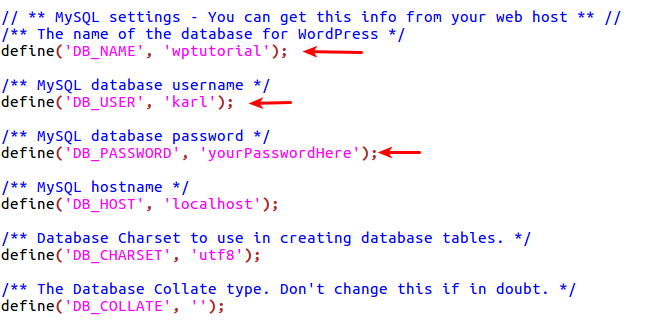 // ** MySQL settings - You can get this info from your web host ** //
/** The name of the database for WordPress */
define('DB_NAME', 'wptutorial');
/** MySQL database username */
define('DB_USER', 'karl');
/** MySQL database password */
define('DB_PASSWORD', 'yourPasswordHere');
/** MySQL hostname */
define('DB_HOST', 'localhost');
/** Database Charset to use in creating database tables. */
define('DB_CHARSET', 'utf8');
/** The Database Collate type. Don't change this if in doubt. */
define('DB_COLLATE', '');